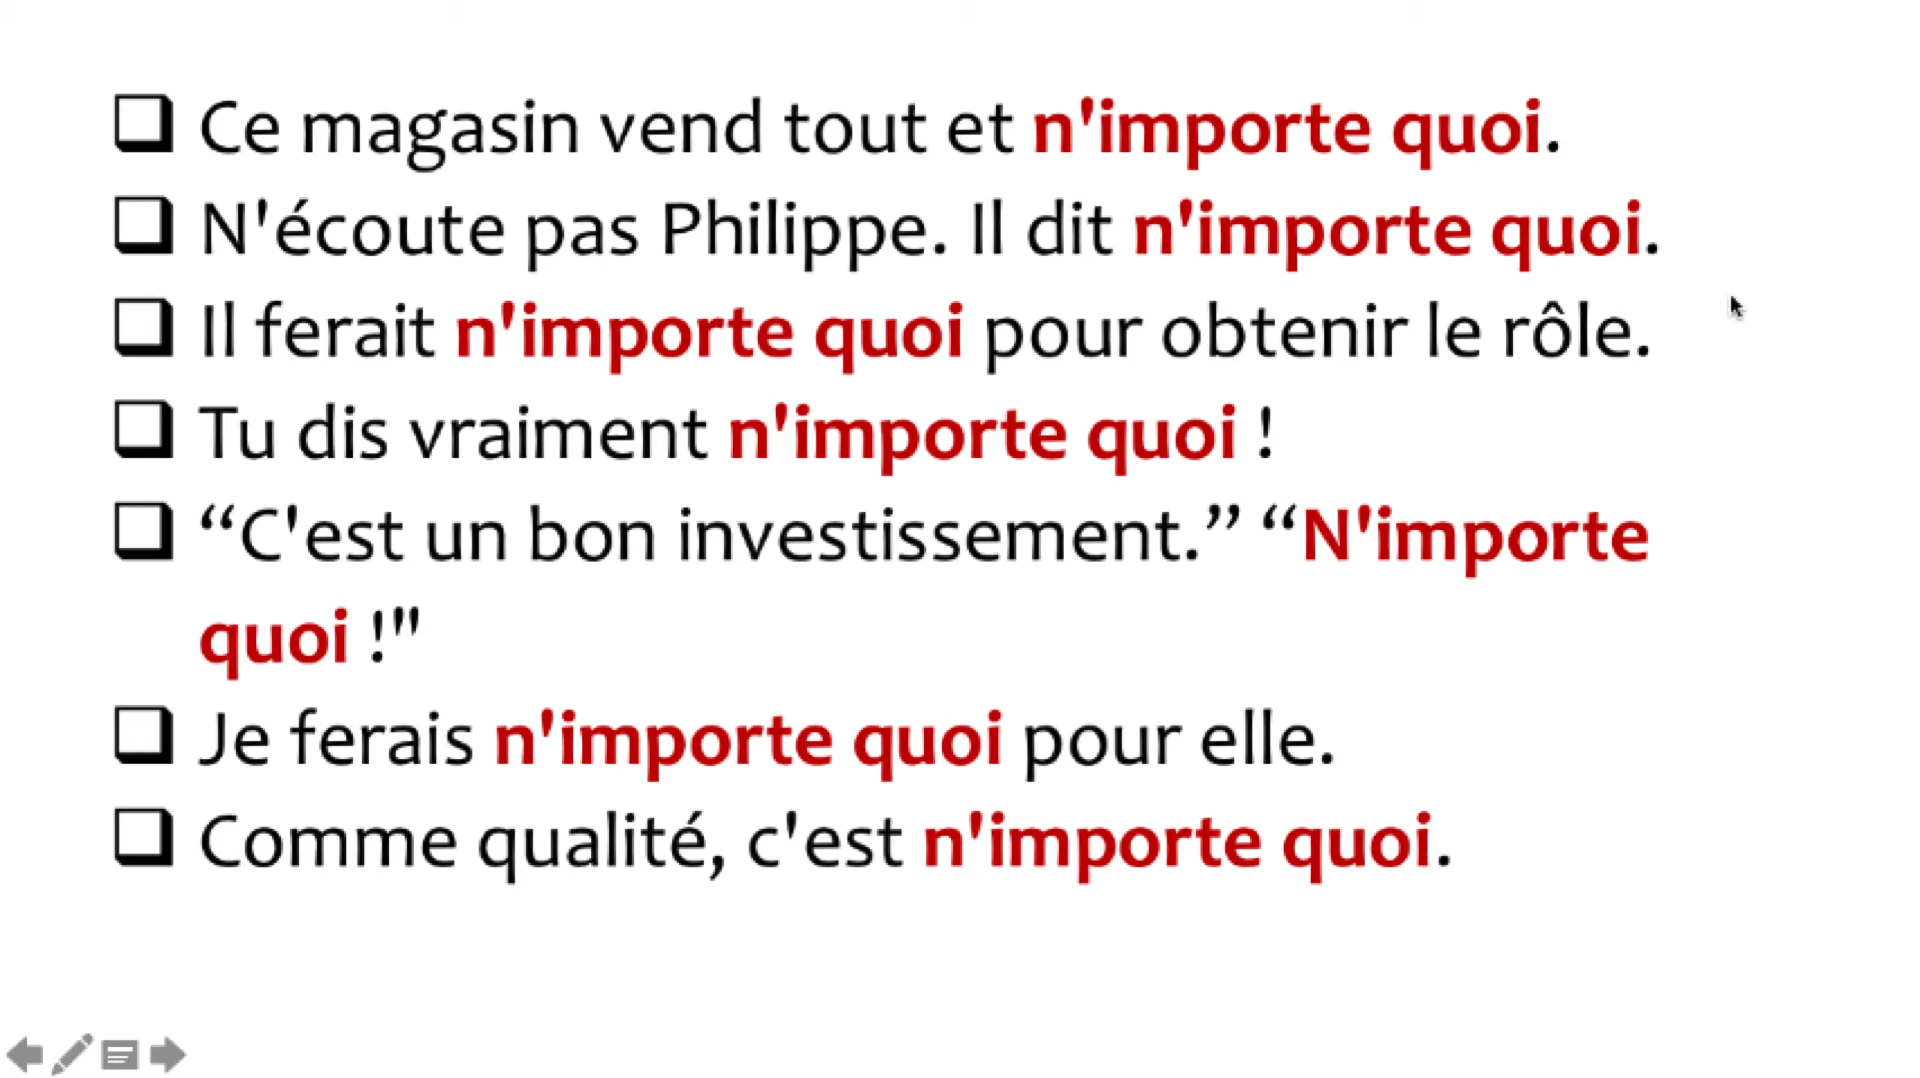 Ce magasin vend tout et n'importe quoi.
N'écoute pas Philippe. Il dit n'importe quoi.
Il ferait n'importe quoi pour obtenir le rôle.
Tu dis vraiment n'importe quoi !
“C'est un bon investissement.” “N'importe
quoi !"
Je ferais n'importe quoi pour elle.
Comme qualité, c'est n'importe quoi.